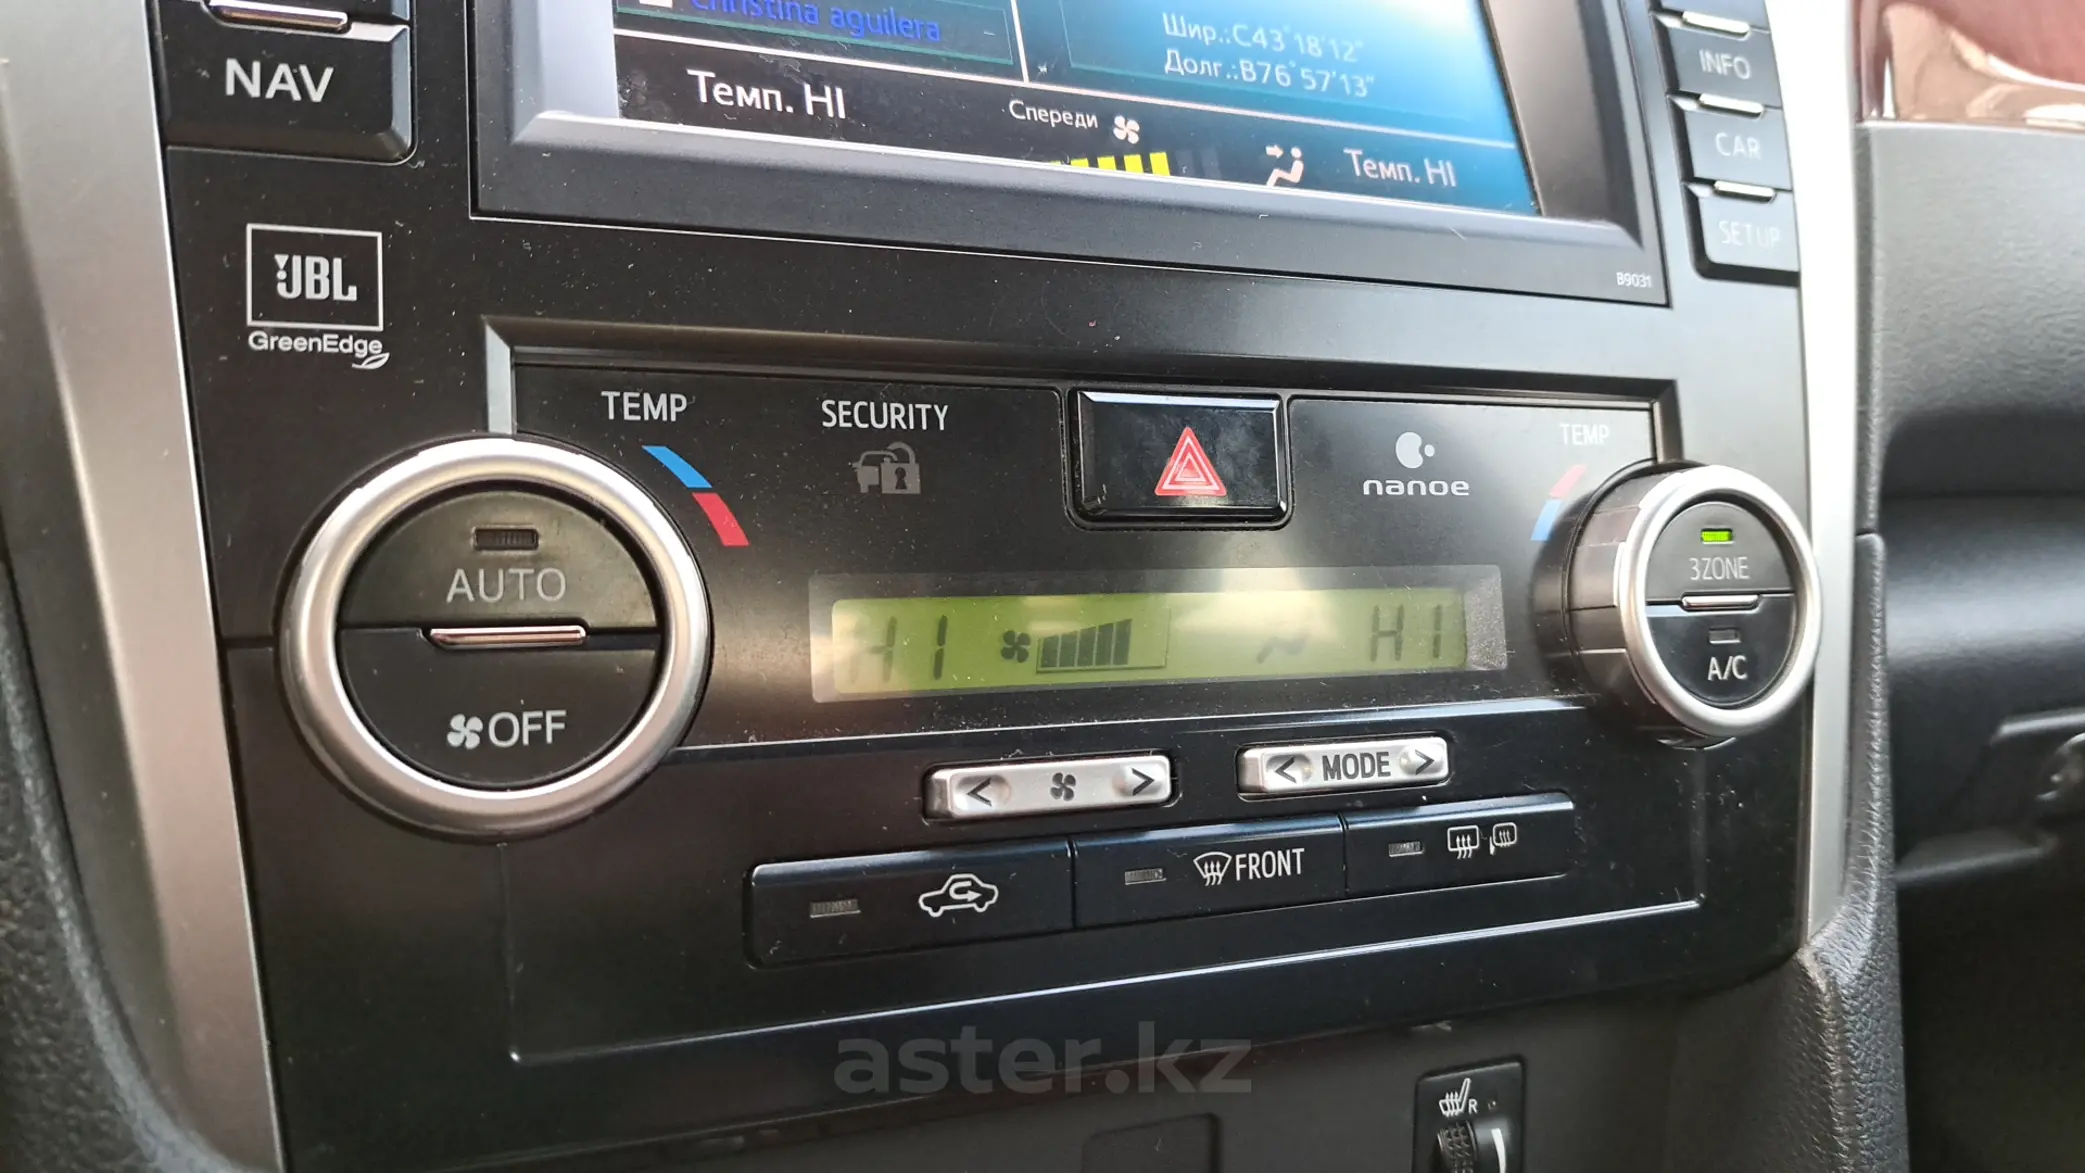 christina aguilera
Шир.:С43°18'12"
Долг.:В76°57'13"
Темп. HI
Спереди
Темп. HI
NAV
INFO
CAR
SETUP
B9031
JBL
GreenEdge
TEMP
SECURITY
nanoe
TEMP
AUTO
OFF
HI
HI
3ZONE
A/C
< >
< MODE >
FRONT
aster.kz
R